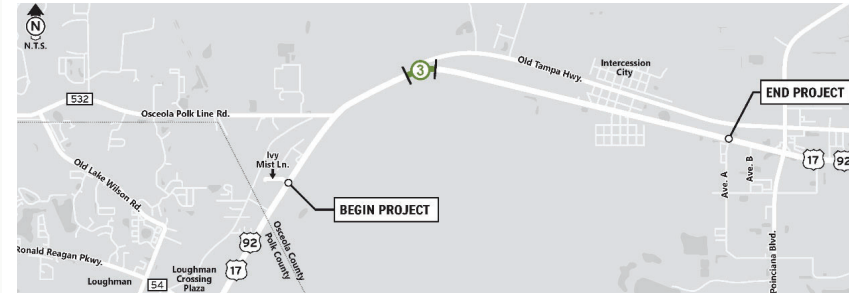 N
N.T.S.
532
Osceola Polk Line Rd.
Old Lake Wilson Rd.
Ivy
Mist Ln.
BEGIN PROJECT
Osceola County
Polk County
92
17
Ronald Reagan Pkwy.
Loughman
54
Loughman
Crossing
Plaza
3
Old Tampa Hwy.
Intercession
City
END PROJECT
17
92
Ave. A
Ave. B
Poinciana Blvd.